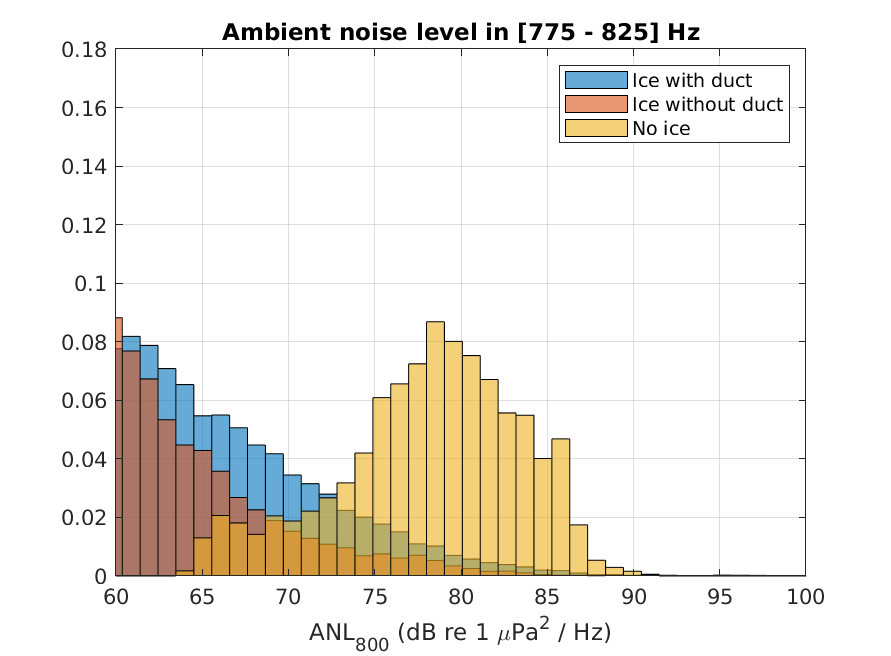 Ambient noise level in [775 - 825] Hz
0.18
0.16
0.14
0.12
0.1
0.08
0.06
0.04
0.02
0
Ice with duct
Ice without duct
No ice
60 65 70 75 80 85 90 95 100
ANL800 (dB re 1 μPa2 / Hz)